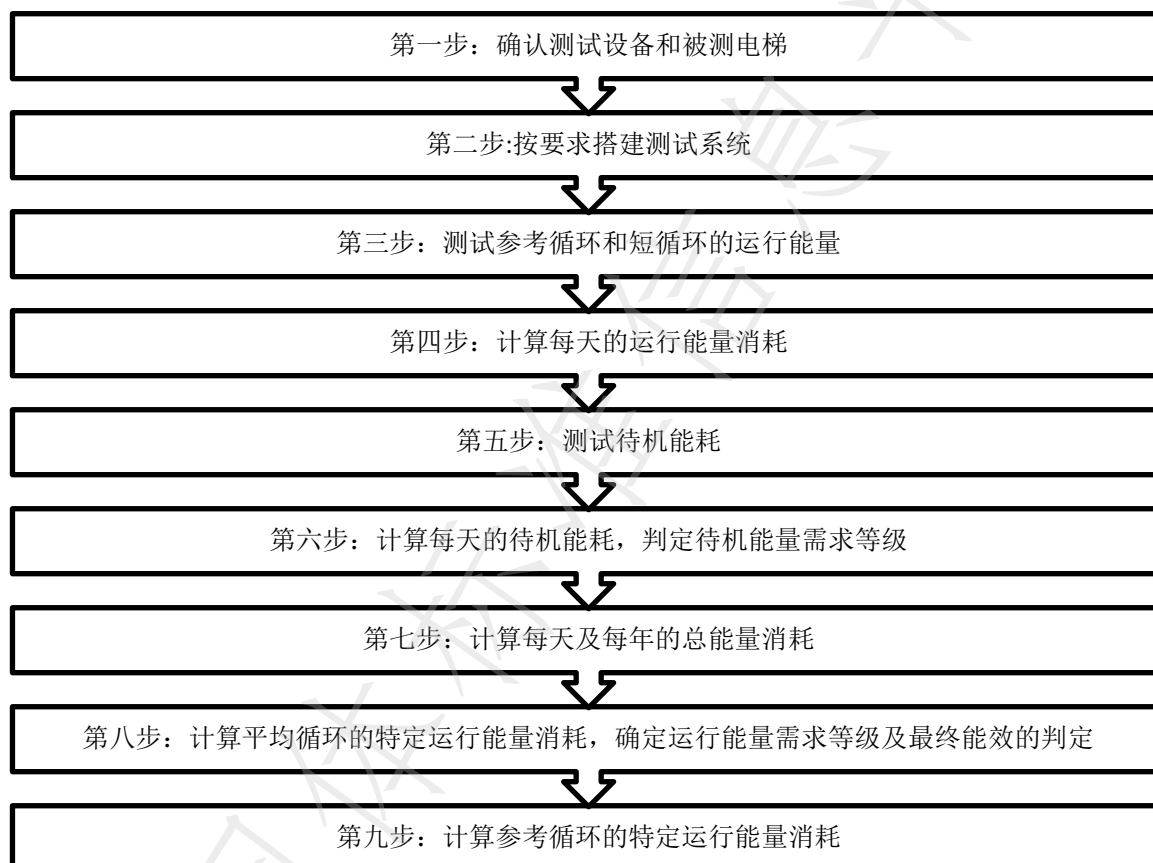 第一步：确认测试设备和被测电梯
第二步:按要求搭建测试系统
第三步：测试参考循环和短循环的运行能量
第四步：计算每天的运行能量消耗
第五步：测试待机能耗
第六步：计算每天的待机能耗，判定待机能量需求等级
第七步：计算每天及每年的总能量消耗
第八步：计算平均循环的特定运行能量消耗，确定运行能量需求等级及最终能效的判定
第九步：计算参考循环的特定运行能量消耗
体标准信息